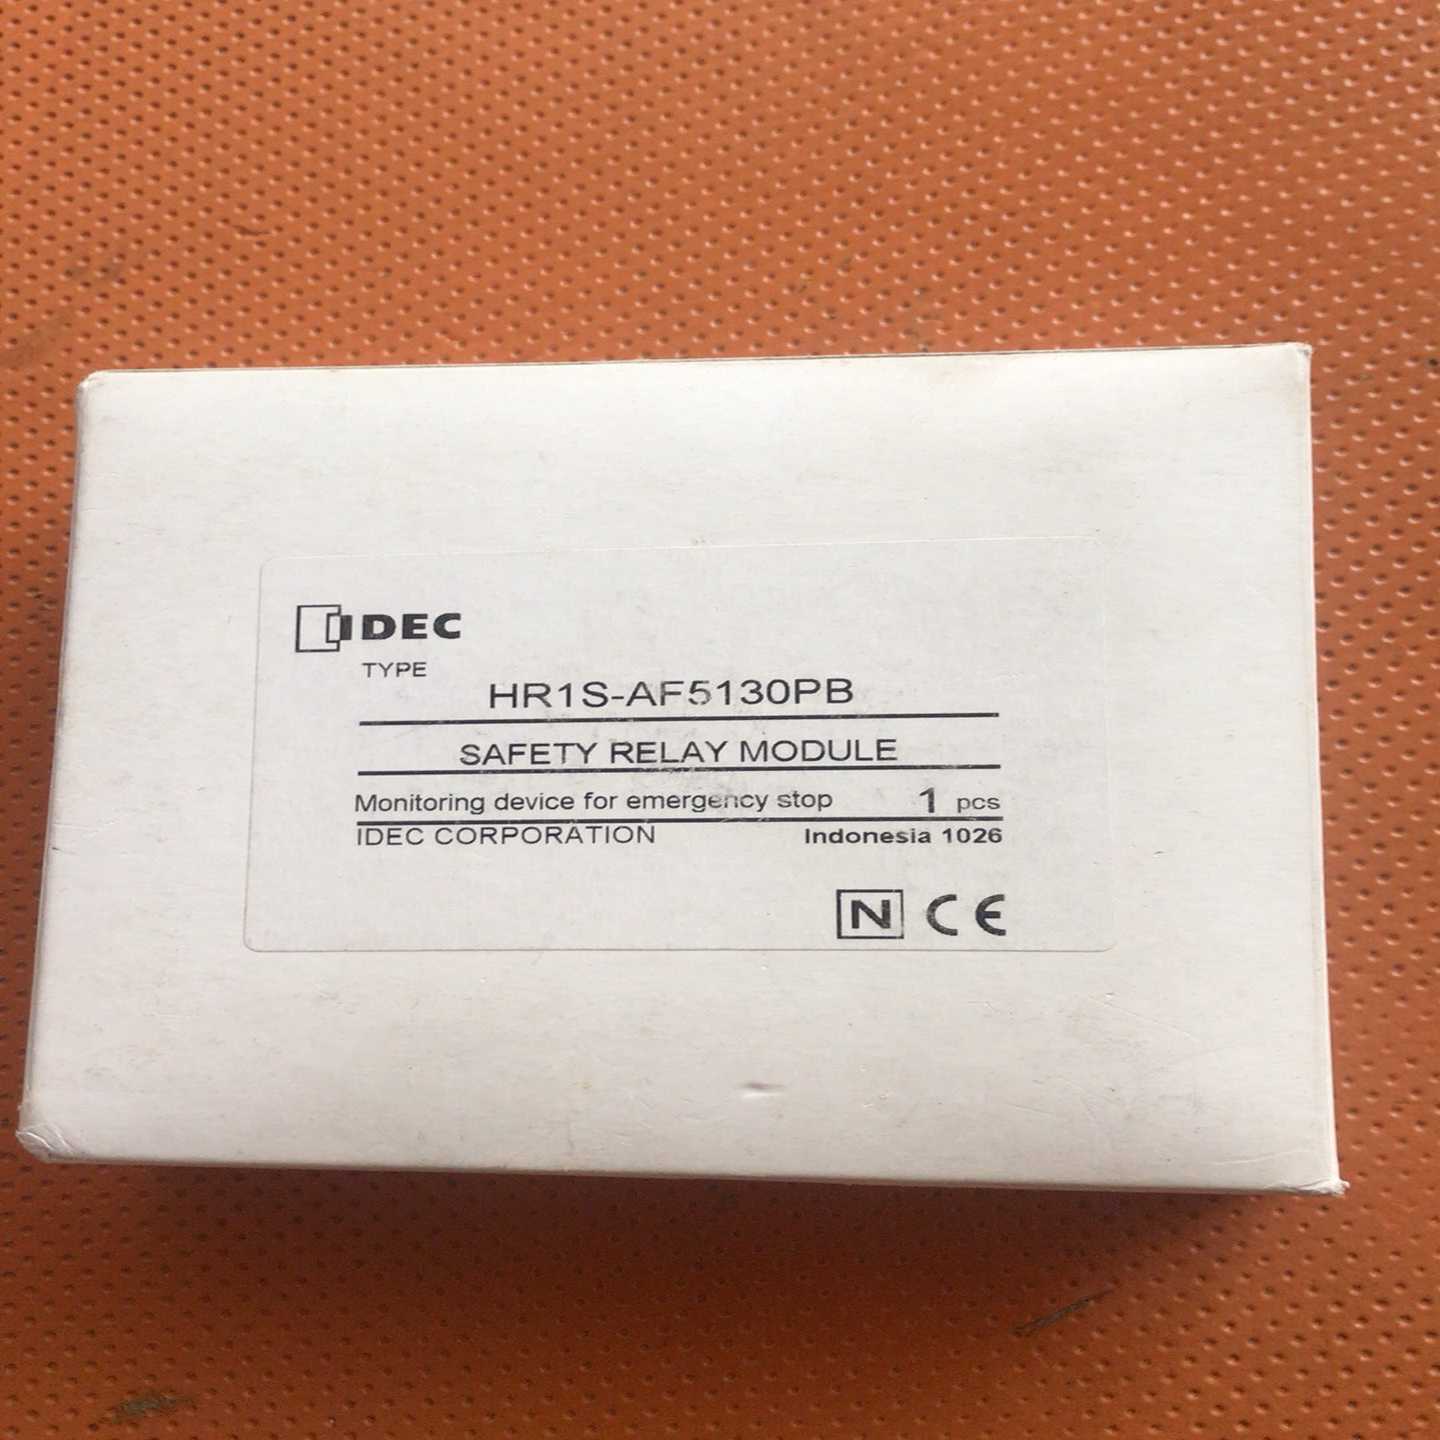 IDEC
TYPE
HR1S-AF5130PB
SAFETY RELAY MODULE
Monitoring device for emergency stop 1 pcs
IDEC CORPORATION Indonesia 1026
N CE